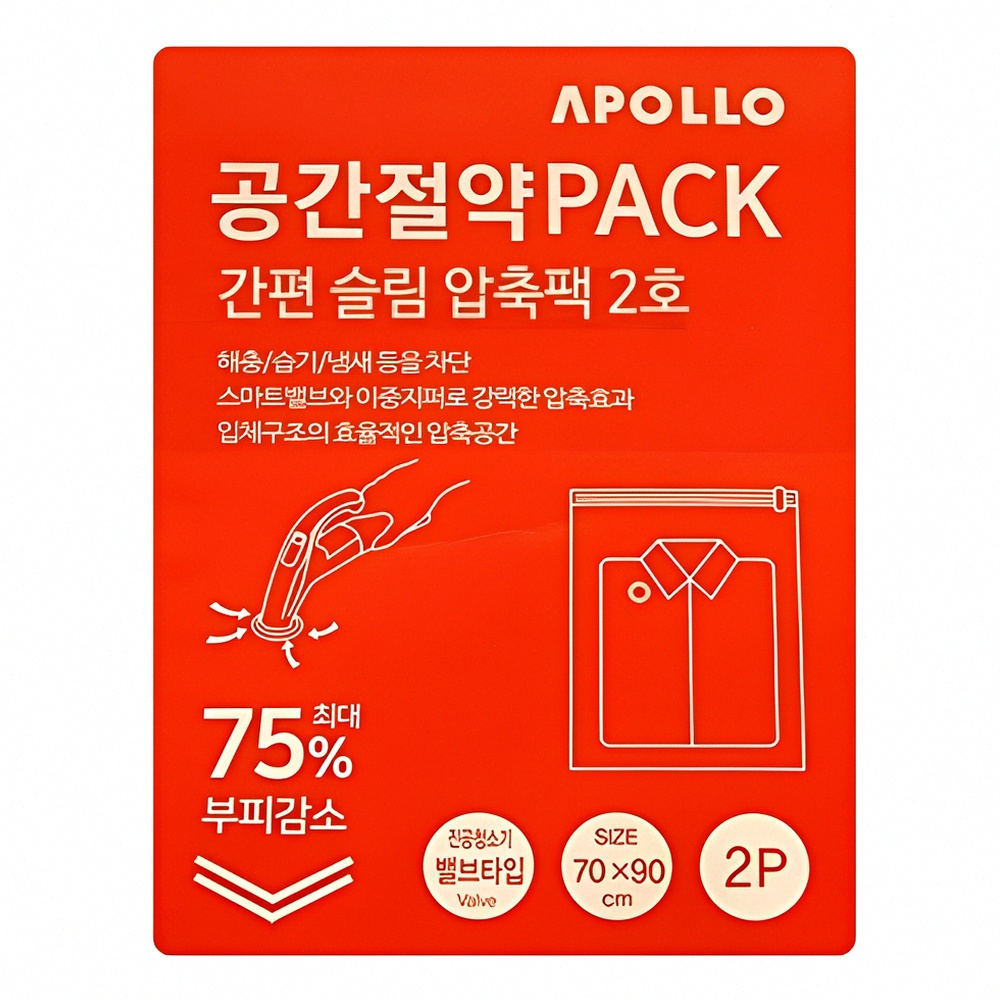 APOLLO
공간절약PACK
간편 슬림 압축팩 2호
해충/습기/냄새 등을 차단
스마트밸브와 이중지퍼로 강력한 압축효과
입체구조의 효율적인 압축공간
75% 최대
부피감소
진공청소기
밸브타입
Valve
SIZE
70×90
cm
2P